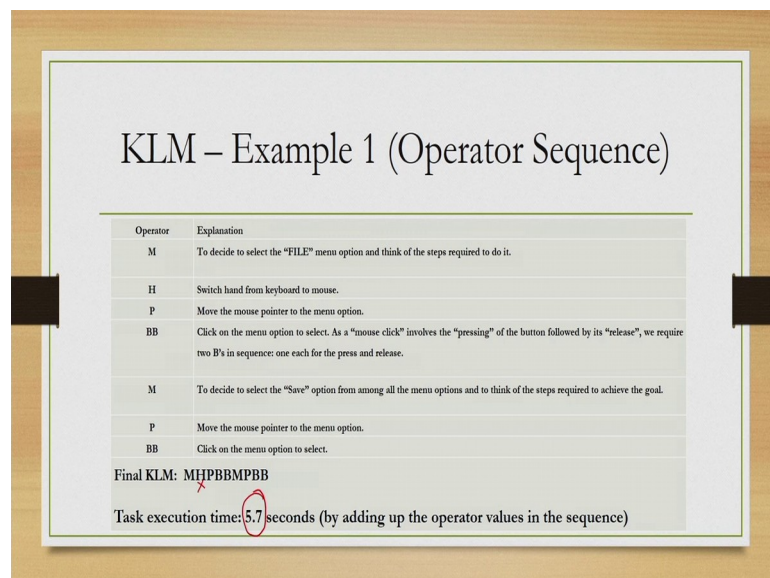 KLM – Example 1 (Operator Sequence)
Operator Explanation
M To decide to select the “FILE” menu option and think of the steps required to do it.
H Switch hand from keyboard to mouse.
P Move the mouse pointer to the menu option.
BB Click on the menu option to select. As a “mouse click” involves the “pressing” of the button followed by its “release”, we require
two B’s in sequence: one each for the press and release.
M To decide to select the “Save” option from among all the menu options and to think of the steps required to achieve the goal.
P Move the mouse pointer to the menu option.
BB Click on the menu option to select.
Final KLM: MHPBBMPBB
Task execution time: 5.7 seconds (by adding up the operator values in the sequence)